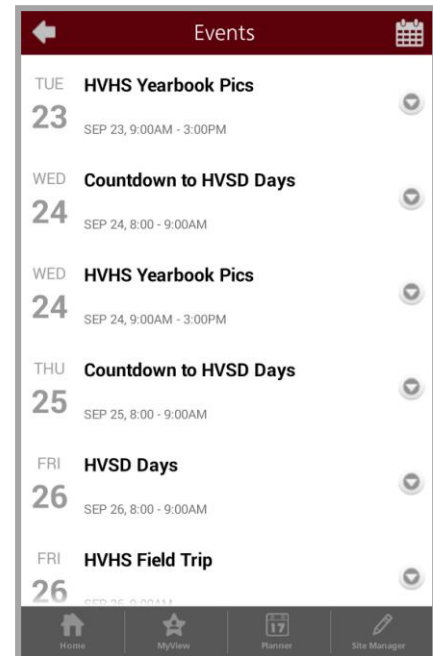 Events
TUE
23
HVHS Yearbook Pics
SEP 23, 9:00AM - 3:00PM
WED
24
Countdown to HVSD Days
SEP 24, 8:00 - 9:00AM
WED
24
HVHS Yearbook Pics
SEP 24, 9:00AM - 3:00PM
THU
25
Countdown to HVSD Days
SEP 25, 8:00 - 9:00AM
FRI
26
HVSD Days
SEP 26, 8:00 - 9:00AM
FRI
26
HVHS Field Trip
17
Home
MyView
Planner
Site Manager